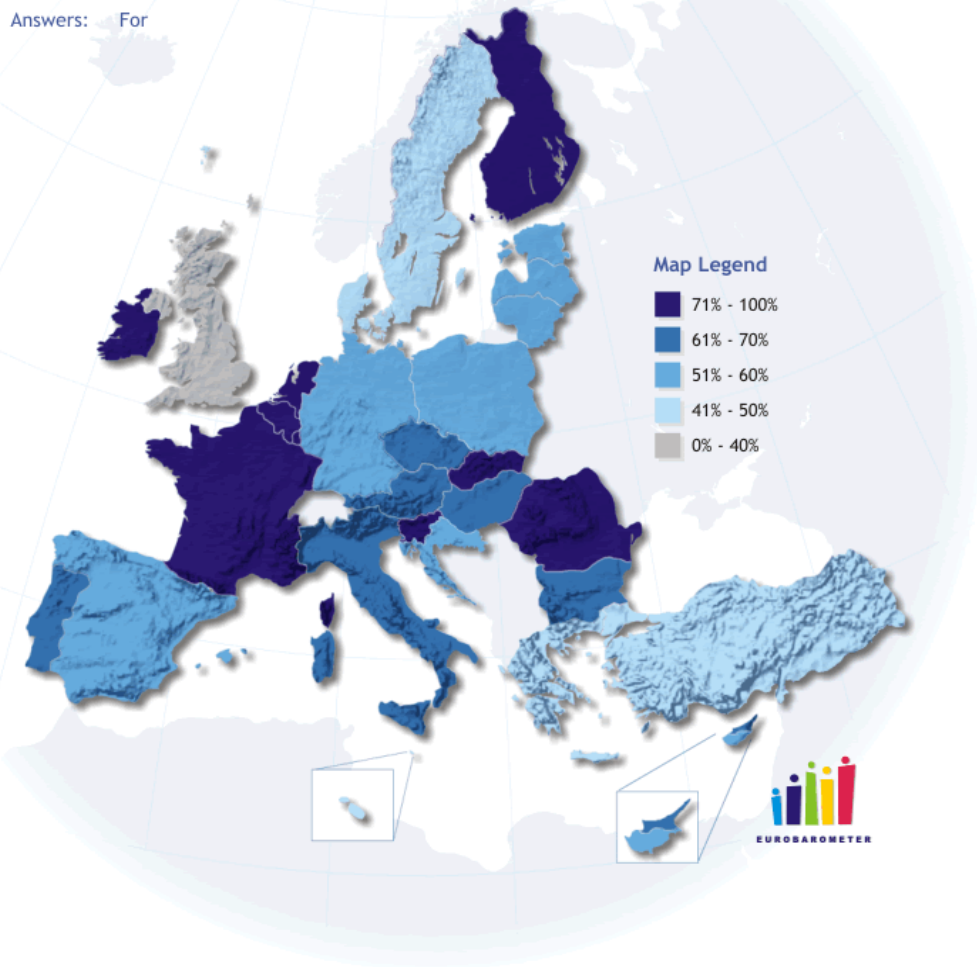 Answers: For
Map Legend
71% - 100%
61% - 70%
51% - 60%
41% - 50%
0% - 40%
EUROBAROMETER